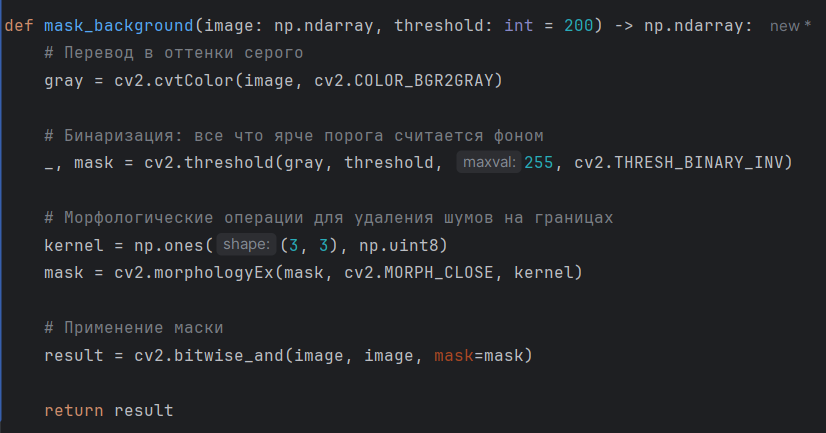 def mask_background(image: np.ndarray, threshold: int = 200) -> np.ndarray: new *
# Перевод в оттенки серого
gray = cv2.cvtColor(image, cv2.COLOR_BGR2GRAY)
# Бинаризация: все что ярче порога считается фоном
_, mask = cv2.threshold(gray, threshold, maxval: 255, cv2.THRESH_BINARY_INV)
# Морфологические операции для удаления шумов на границах
kernel = np.ones( shape: (3, 3), np.uint8)
mask = cv2.morphologyEx(mask, cv2.MORPH_CLOSE, kernel)
# Применение маски
result = cv2.bitwise_and(image, image, mask=mask)
return result